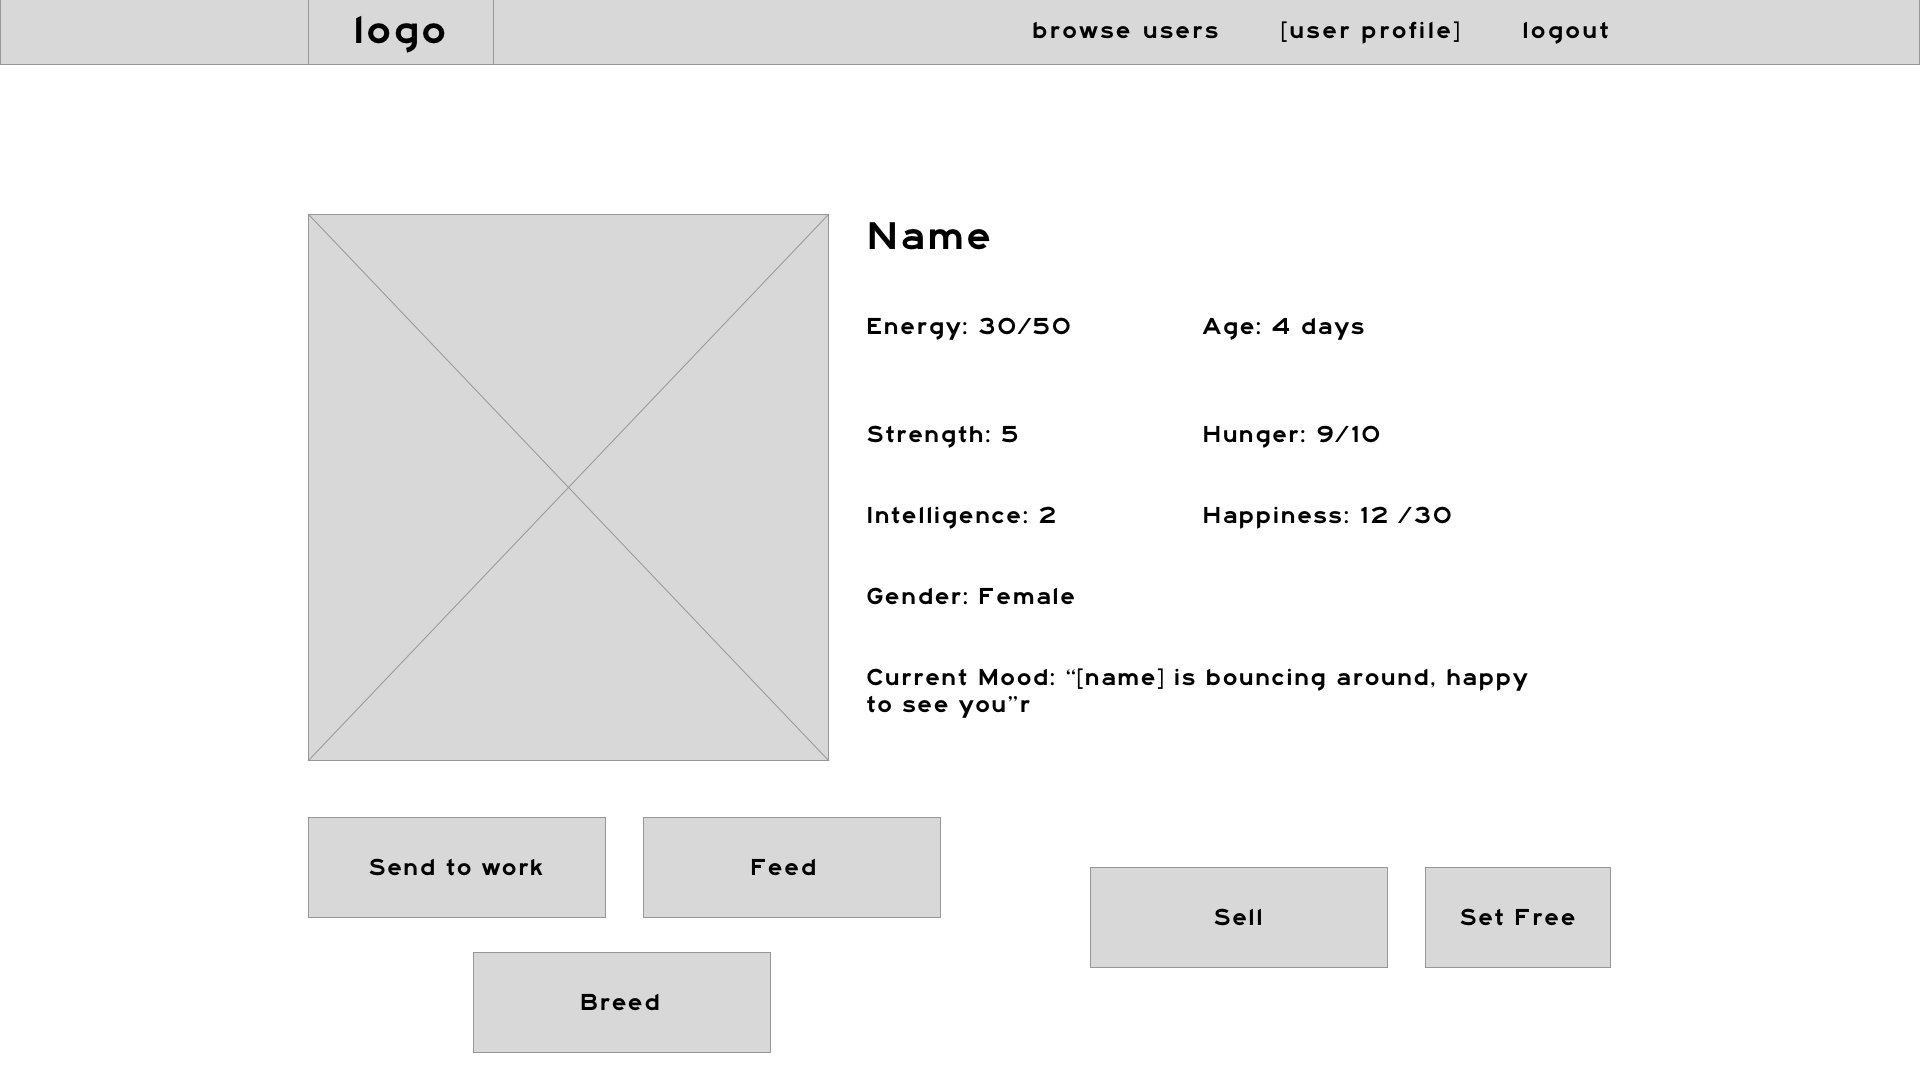 logo
browse users
[user profile]
logout
Name
Energy: 30/50
Age: 4 days
Strength: 5
Hunger: 9/10
Intelligence: 2
Happiness: 12 /30
Gender: Female
Current Mood: “[name] is bouncing around, happy
to see you”r
Send to work
Feed
Sell
Set Free
Breed